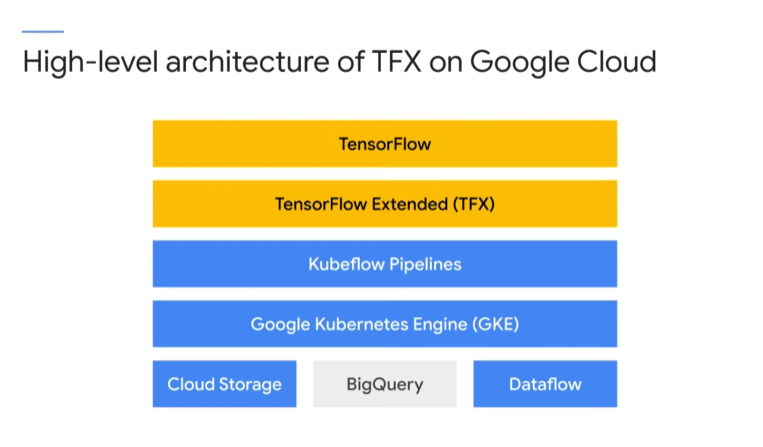 High-level architecture of TFX on Google Cloud
TensorFlow
TensorFlow Extended (TFX)
Kubeflow Pipelines
Google Kubernetes Engine (GKE)
Cloud Storage
BigQuery
Dataflow